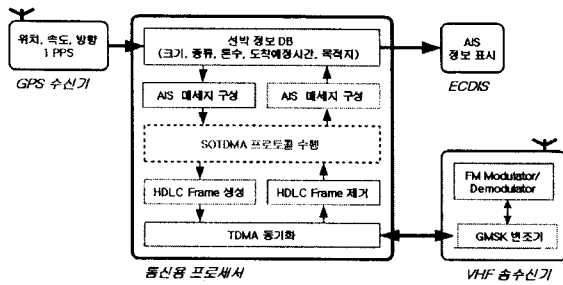 위치, 속도, 방향
1 PPS
GPS 수신기
선박 정보 DB
(크기, 종류, 톤수, 도착예정시간, 목적지)
AIS 메세지 구성
AIS 메세지 구성
SOTDMA 프로토콜 수행
HDLC Frame 생성
HDLC Frame 제거
TDMA 동기화
통신용 프로세서
AIS
정보 표시
ECDIS
FM Modulator/
Demodulator
GMSK 변조기
VHF 송수신기